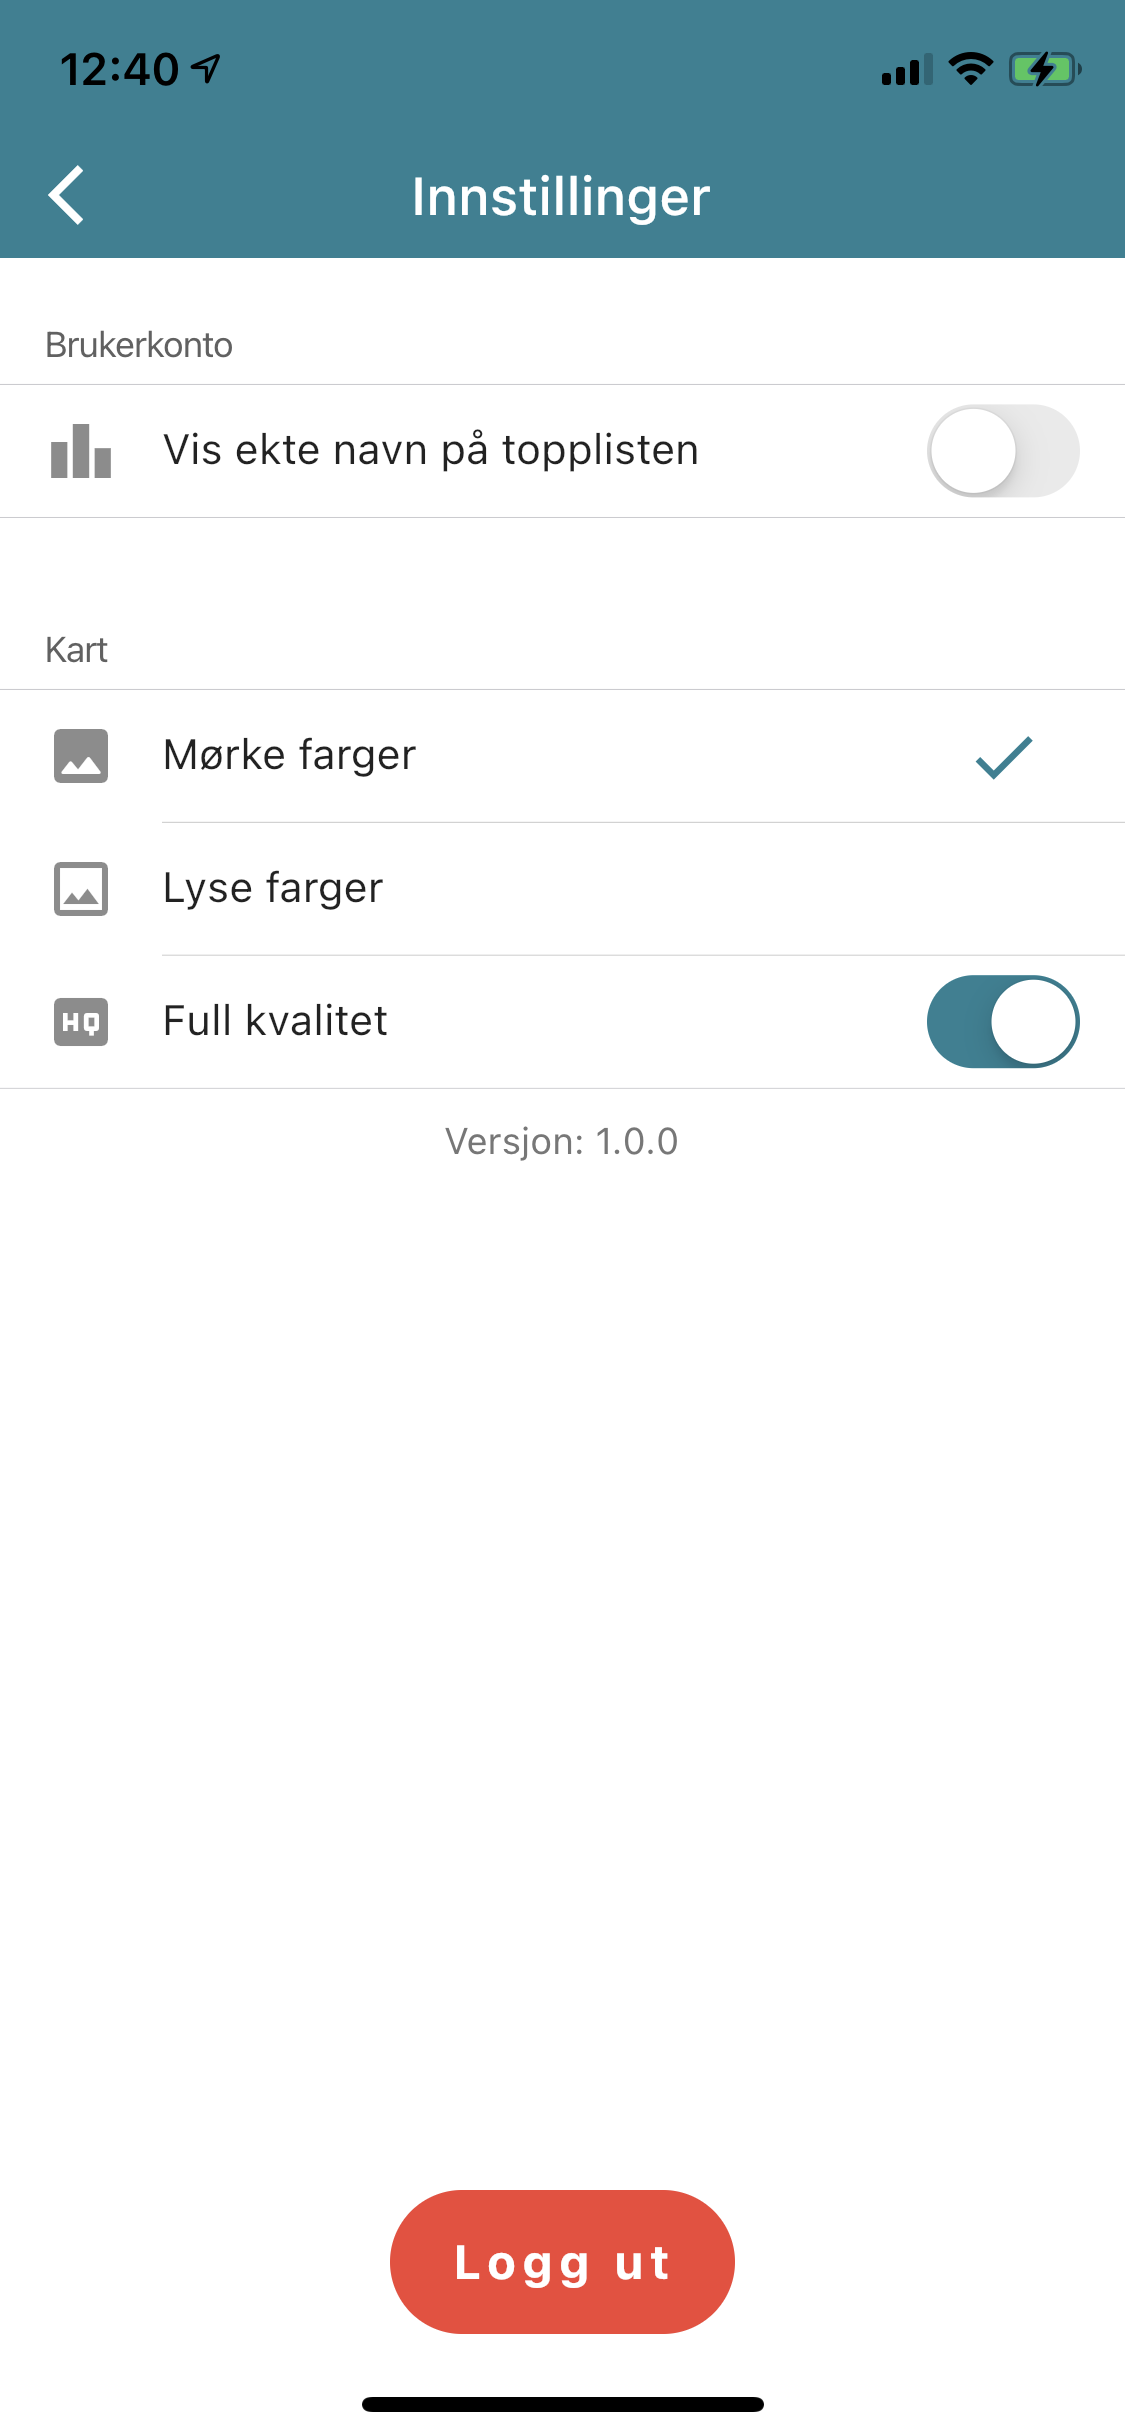 12:40
Innstillinger
Brukerkonto
Vis ekte navn på topplisten
Kart
Mørke farger
Lyse farger
HQ
Full kvalitet
Versjon: 1.0.0
Logg ut